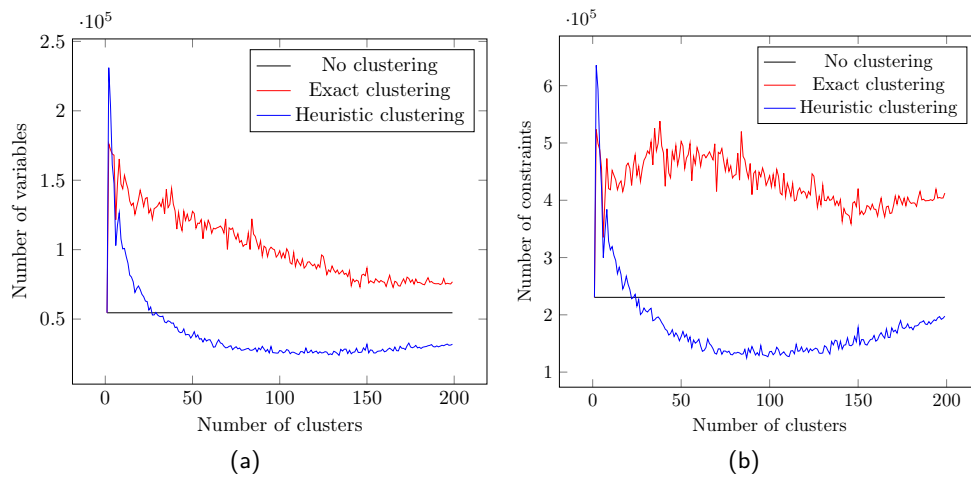 ·10^5
2.5
2
1.5
1
0.5
0
50
100
150
200
Number of variables
Number of clusters
No clustering
Exact clustering
Heuristic clustering
(a)
·10^5
6
5
4
3
2
1
0
50
100
150
200
Number of constraints
Number of clusters
No clustering
Exact clustering
Heuristic clustering
(b)